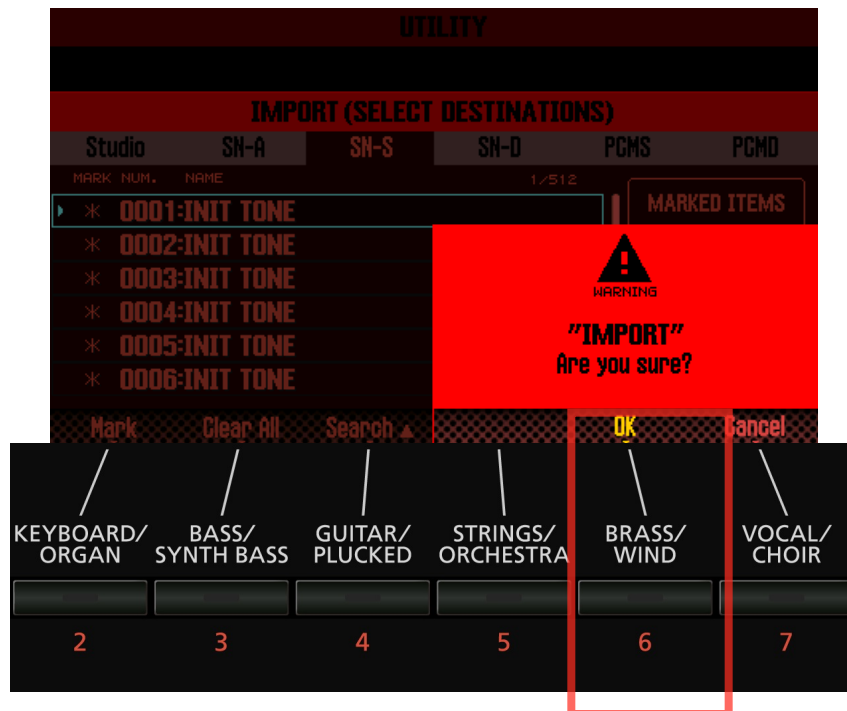 UTILITY
IMPORT (SELECT DESTINATIONS)
Studio SN-A SN-S SN-D PCMS PCMD
MARK NUM. NAME 1/512
MARKED ITEMS
0001:INIT TONE
0002:INIT TONE
0003:INIT TONE
0004:INIT TONE
0005:INIT TONE
0006:INIT TONE
WARNING
"IMPORT"
Are you sure?
Mark Clear All Search ▲ OK Cancel
KEYBOARD/
ORGAN
BASS/
SYNTH BASS
GUITAR/
PLUCKED
STRINGS/
ORCHESTRA
BRASS/
WIND
VOCAL/
CHOIR
2 3 4 5 6 7